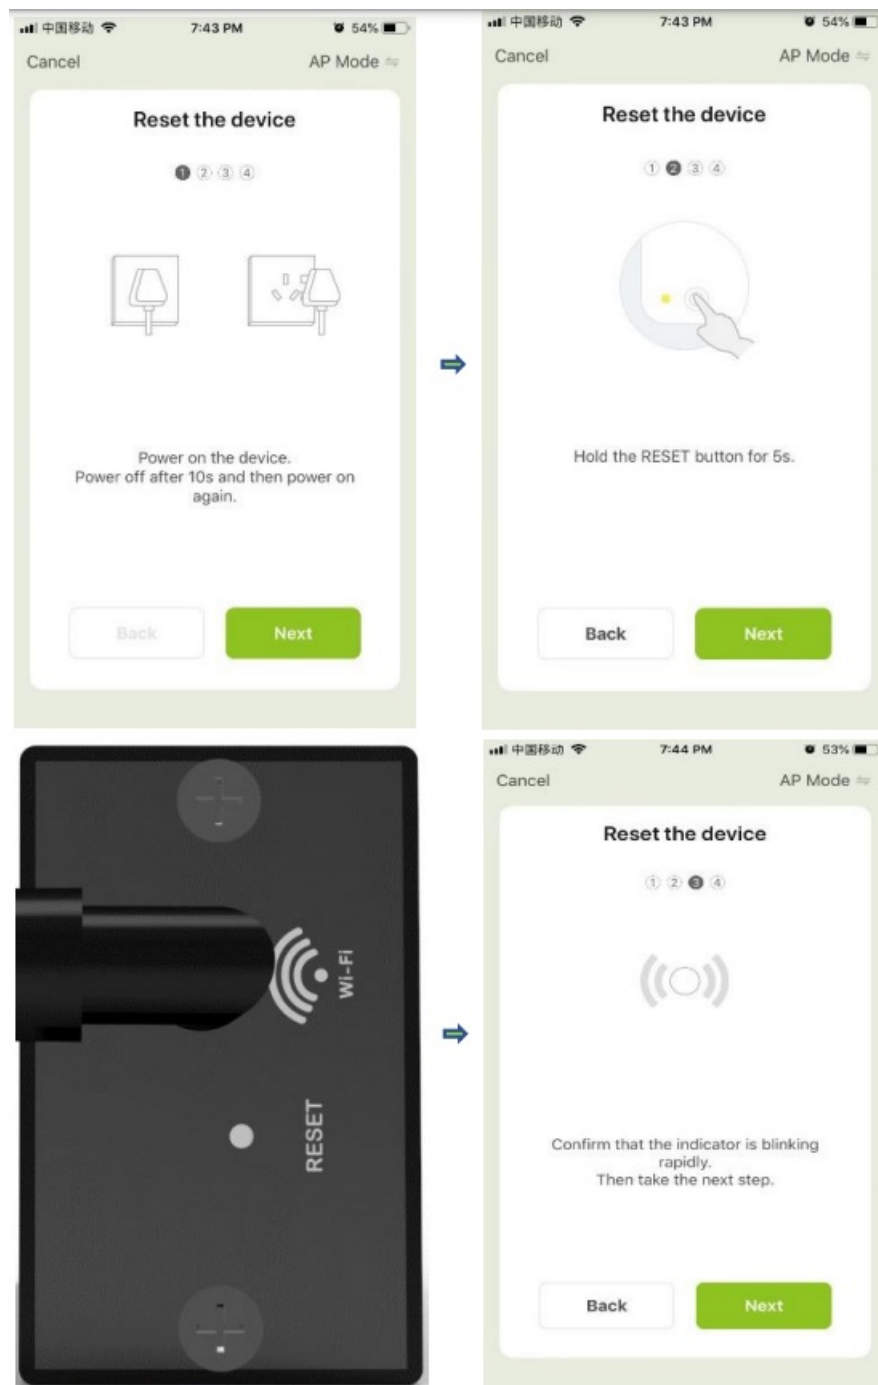 中国移动 7:43 PM 54%
Cancel AP Mode
Reset the device
1 2 3 4
Power on the device.
Power off after 10s and then power on
again.
Back Next
中国移动 7:43 PM 54%
Cancel AP Mode
Reset the device
1 2 3 4
Hold the RESET button for 5s.
Back Next
Wi-Fi
RESET
中国移动 7:44 PM 53%
Cancel AP Mode
Reset the device
1 2 3 4
Confirm that the indicator is blinking
rapidly.
Then take the next step.
Back Next